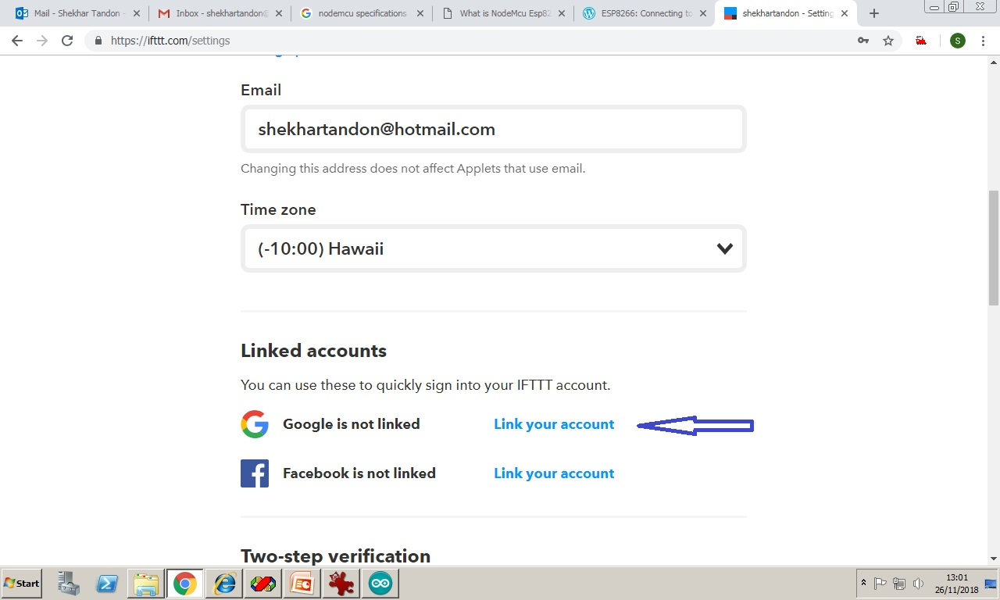 Mail - Shekhar Tandon -
Inbox - shekhartandon@
nodemcu specifications
What is NodeMcu Esp82
ESP8266: Connecting to
shekhartandon - Setting
https://ifttt.com/settings
S
Email
shekhartandon@hotmail.com
Changing this address does not affect Applets that use email.
Time zone
(-10:00) Hawaii
Linked accounts
You can use these to quickly sign into your IFTTT account.
Google is not linked Link your account
Facebook is not linked Link your account
Two-step verification
Start
13:01
26/11/2018